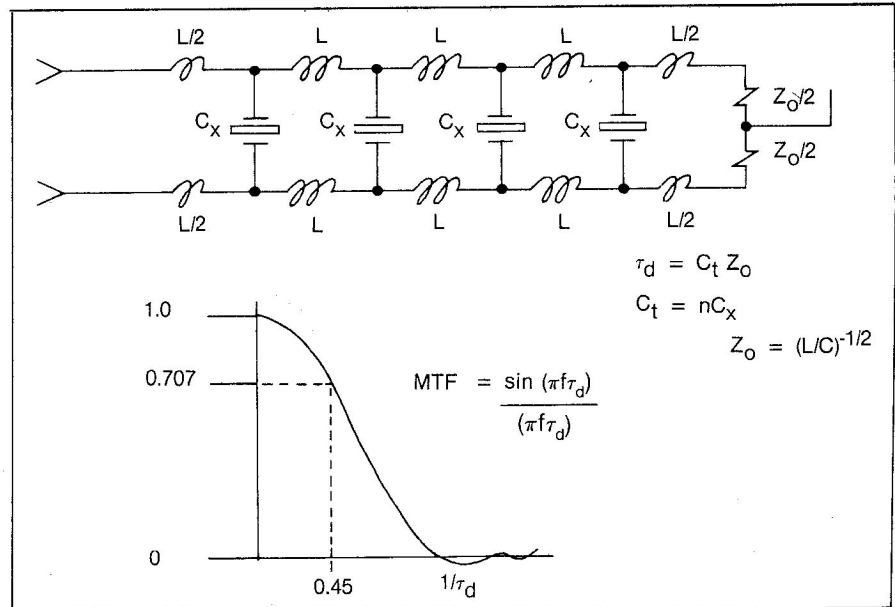 L/2 L L L L/2
C_x C_x C_x C_x
Z_o/2
Z_o/2
L/2 L L L L/2
τ_d = C_t Z_o
C_t = nC_x
Z_o = (L/C)^-1/2
1.0
0.707
MTF = sin (πfτ_d)
(πfτ_d)
0
0.45 1/τ_d